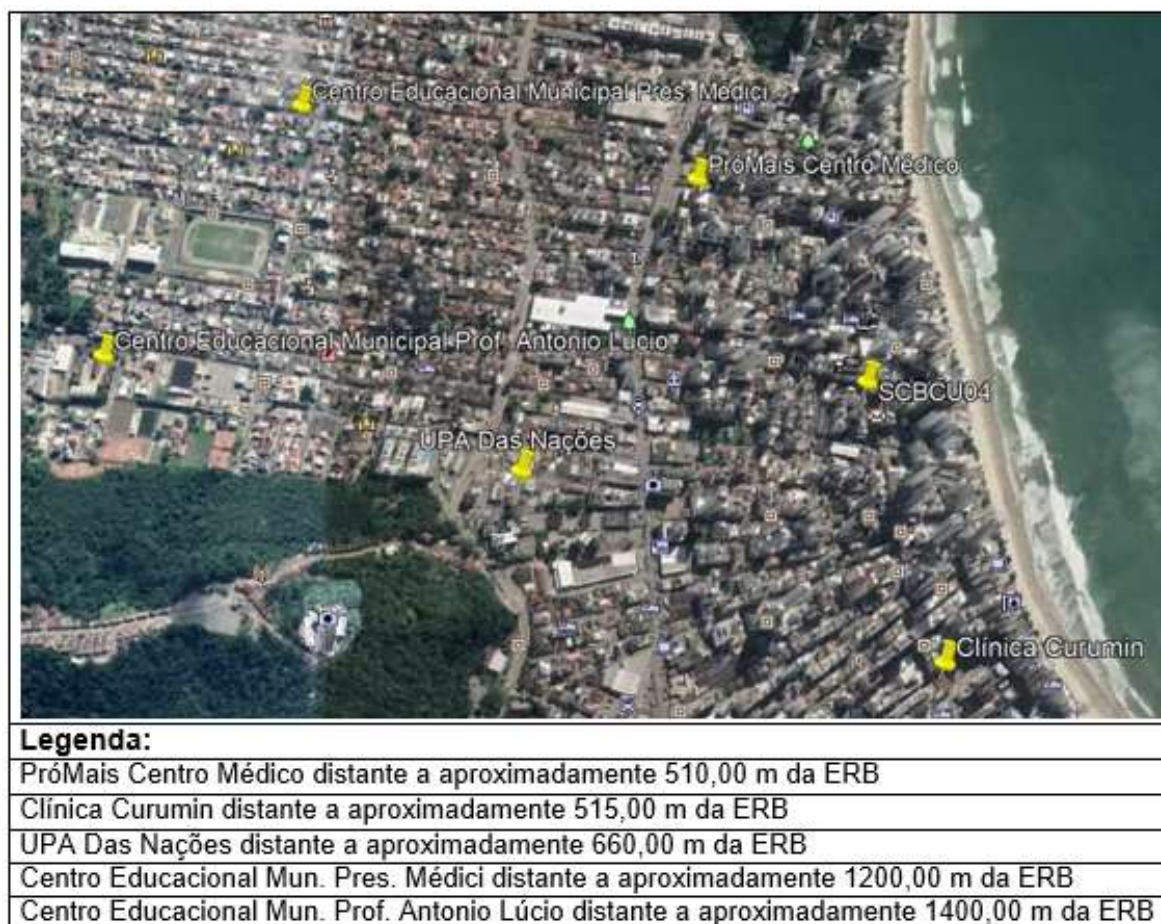 Centro Educacional Municipal Pres. Médici
PróMais Centro Médico
Centro Educacional Municipal Prof. Antonio Lúcio
SCBCU04
UPA Das Nações
Clínica Curumin
Legenda:
PróMais Centro Médico distante a aproximadamente 510,00 m da ERB
Clínica Curumin distante a aproximadamente 515,00 m da ERB
UPA Das Nações distante a aproximadamente 660,00 m da ERB
Centro Educacional Mun. Pres. Médici distante a aproximadamente 1200,00 m da ERB
Centro Educacional Mun. Prof. Antonio Lúcio distante a aproximadamente 1400,00 m da ERB